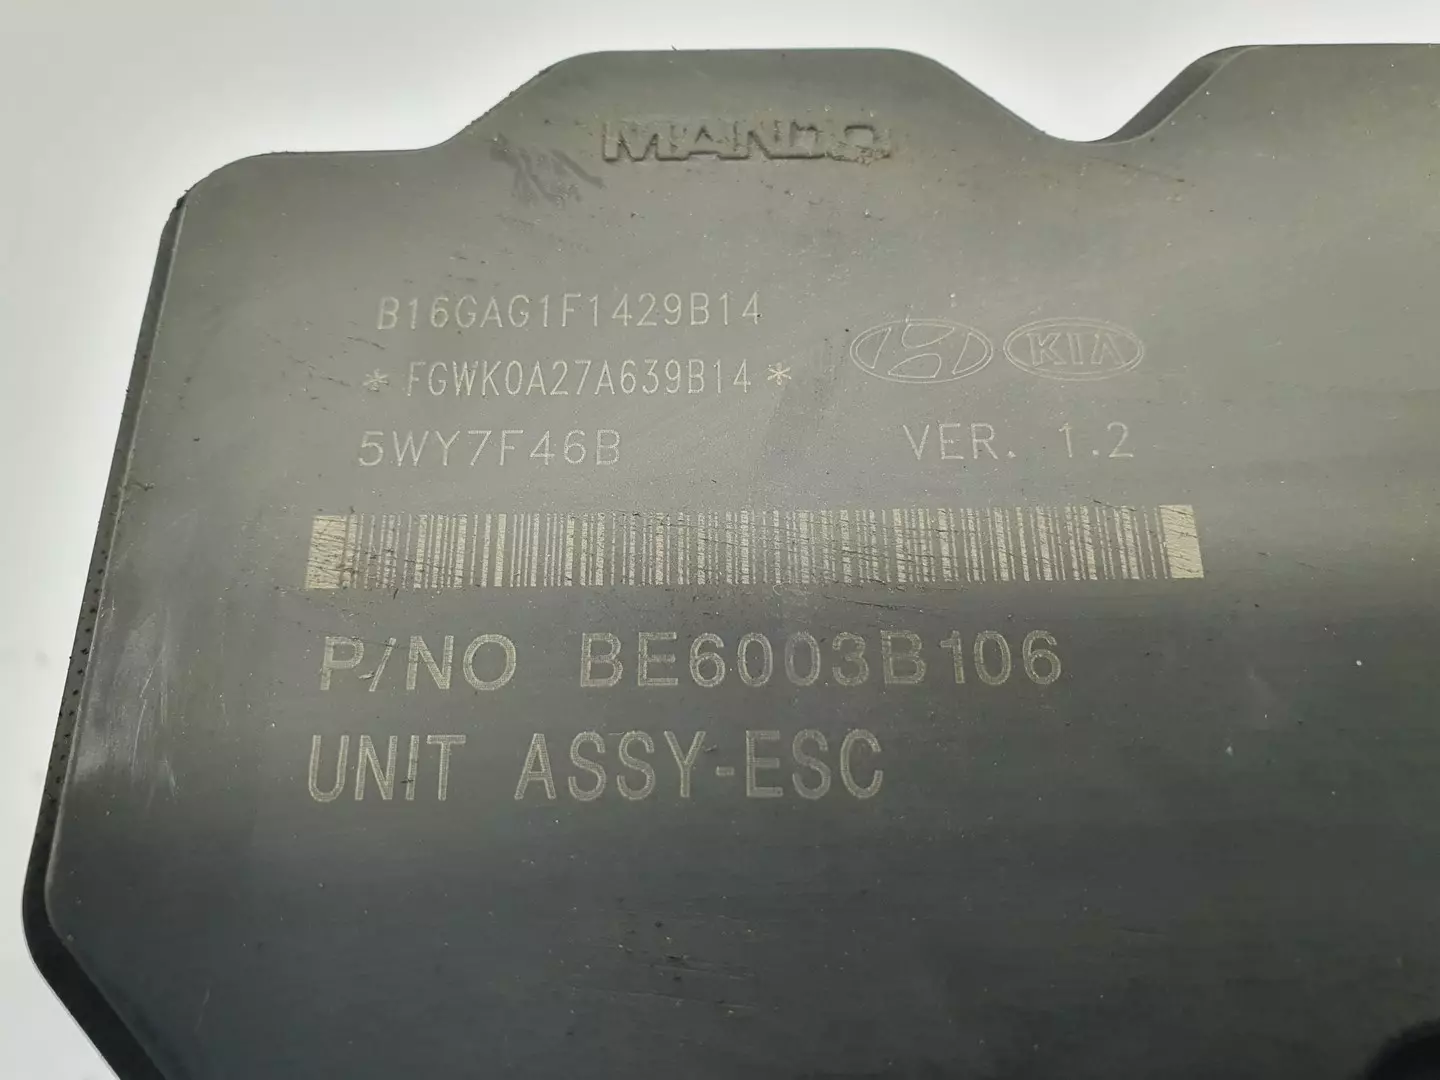 MANDO
B16GAG1F1429B14
*FGWK0A27A639B14*
KIA
5WY7F46B VER. 1.2
P/NO BE6003B106
UNIT ASSY-ESC